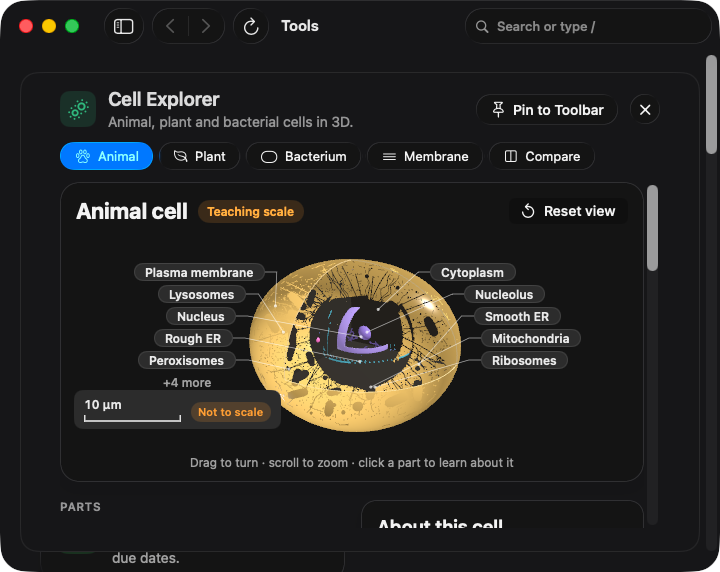 Tools
Search or type /
Cell Explorer
Animal, plant and bacterial cells in 3D.
Pin to Toolbar
Animal
Plant
Bacterium
Membrane
Compare
Animal cell
Teaching scale
Reset view
Plasma membrane
Lysosomes
Nucleus
Rough ER
Peroxisomes
+4 more
Cytoplasm
Nucleolus
Smooth ER
Mitochondria
Ribosomes
10 µm
Not to scale
Drag to turn · scroll to zoom · click a part to learn about it
PARTS
About this cell
due dates.